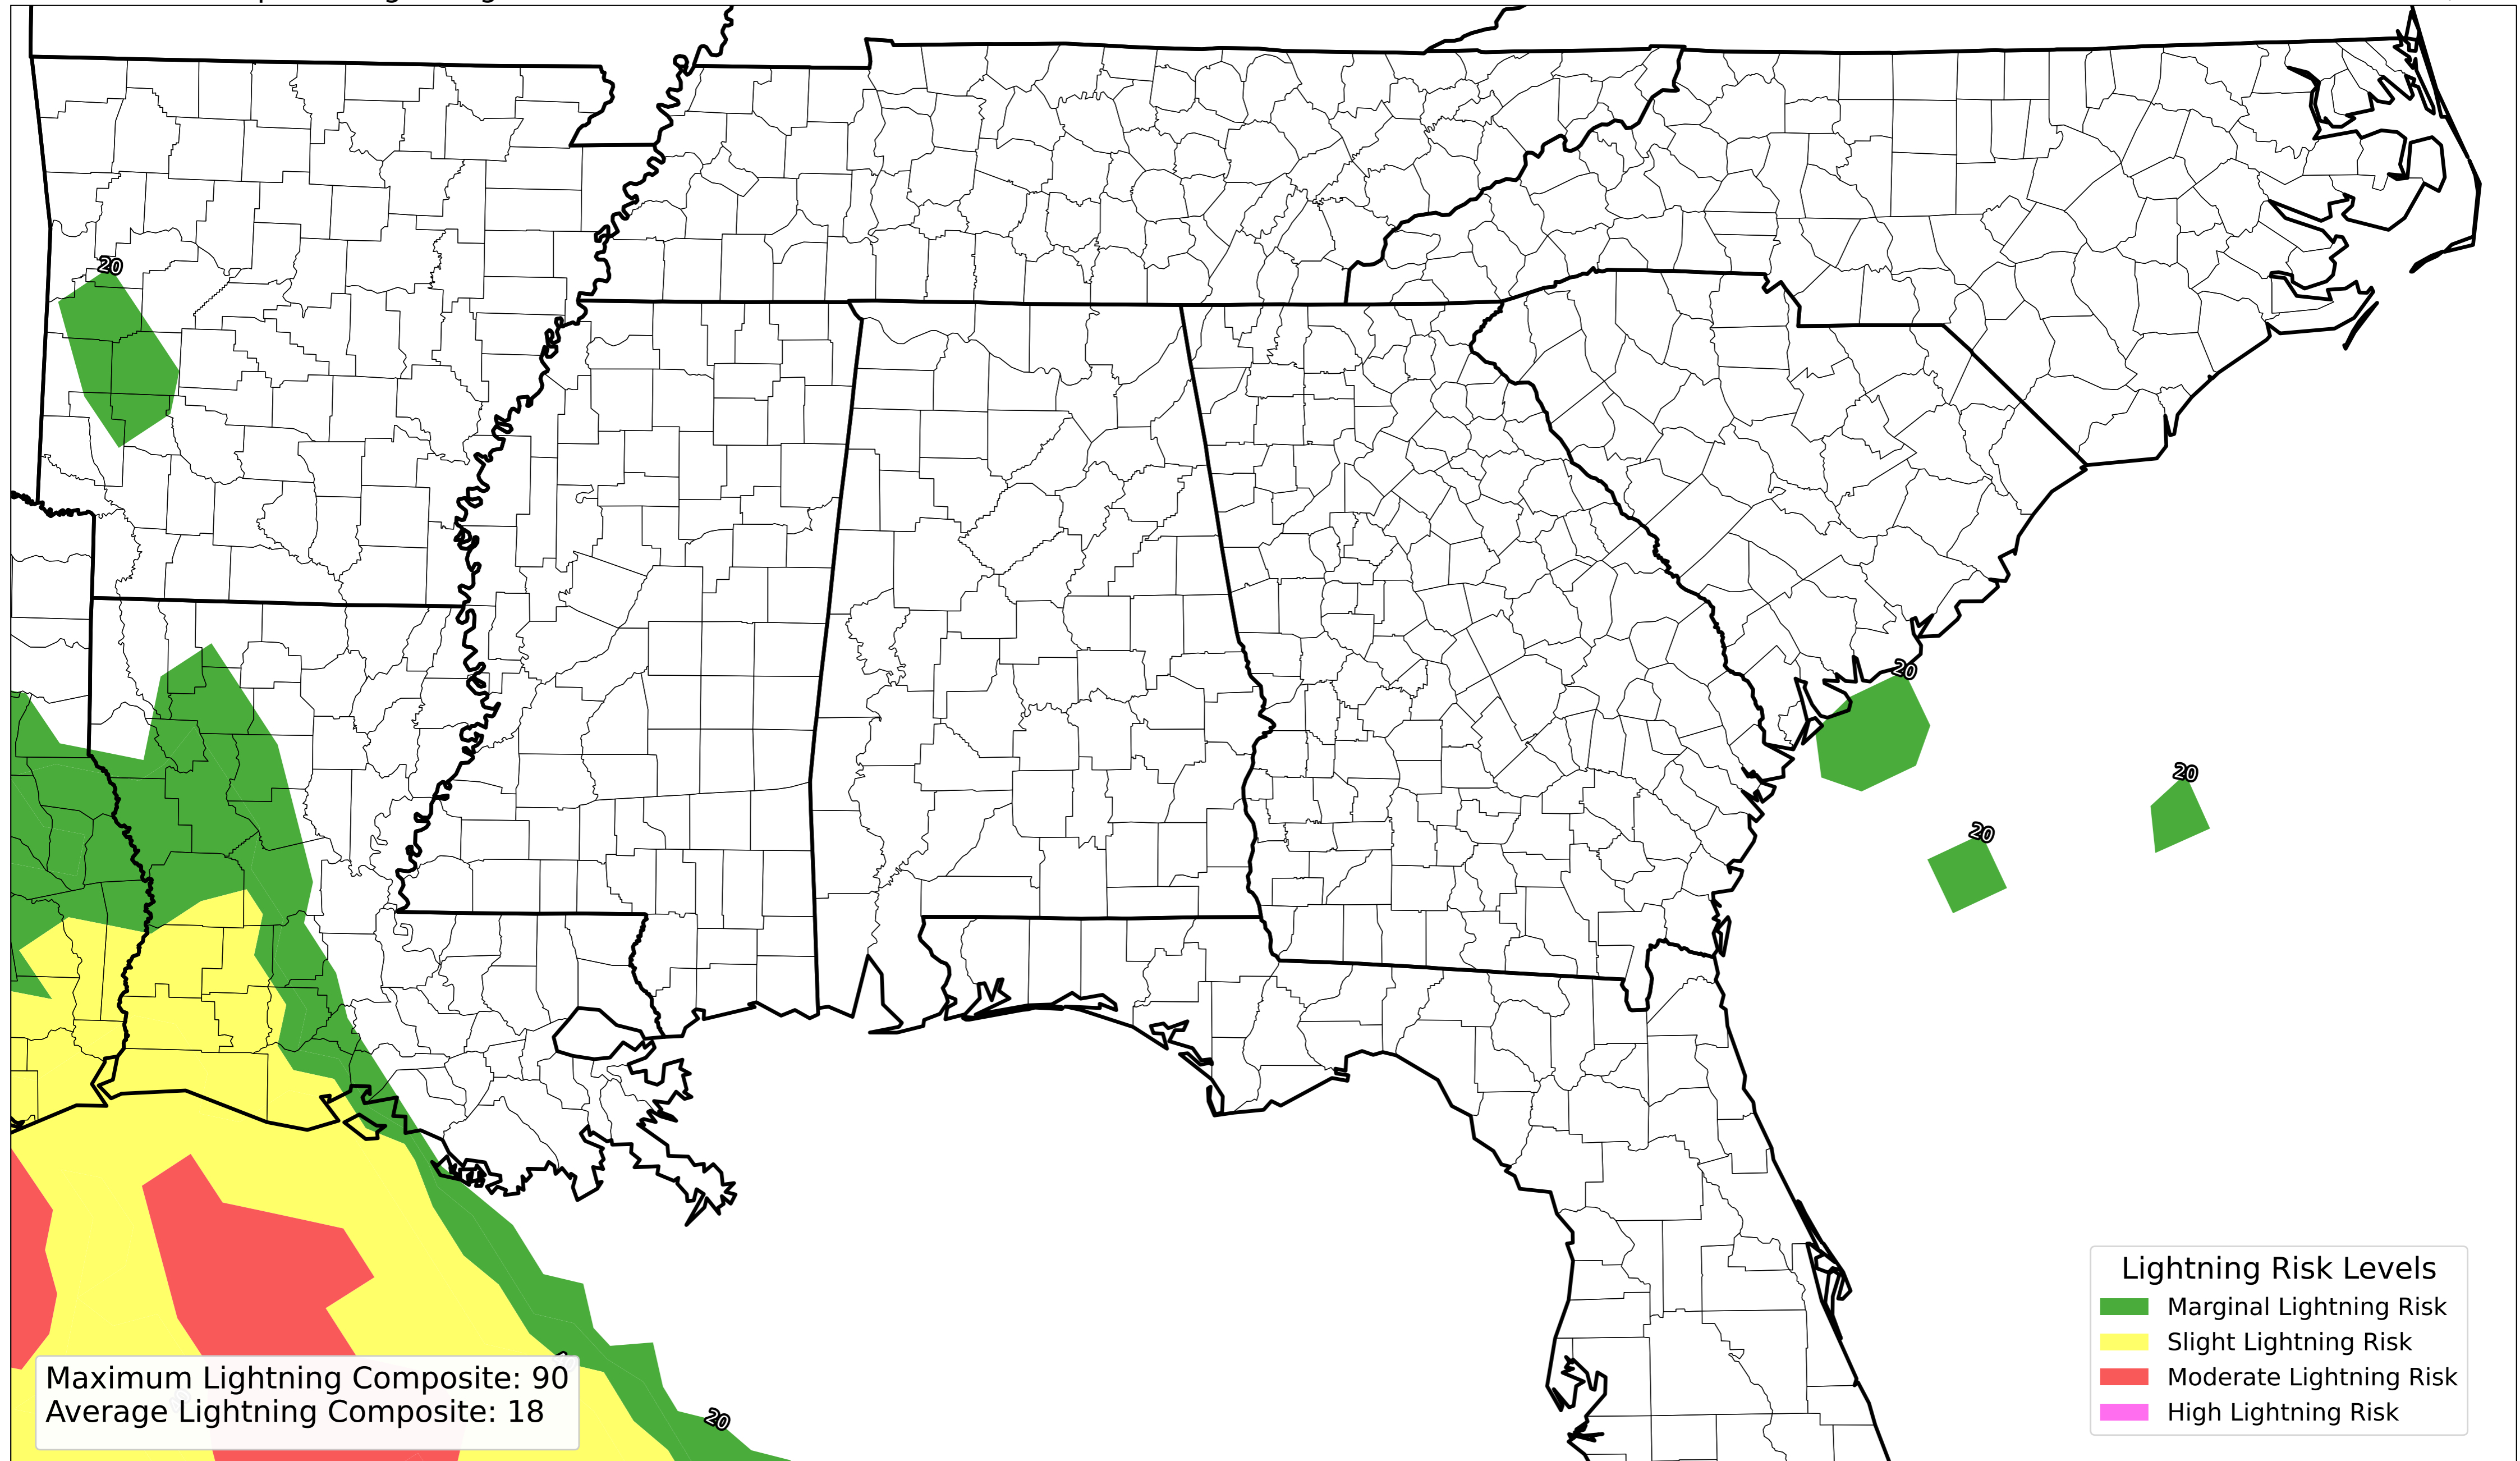 20
20
20
20
20
Maximum Lightning Composite: 90
Average Lightning Composite: 18
Lightning Risk Levels
Marginal Lightning Risk
Slight Lightning Risk
Moderate Lightning Risk
High Lightning Risk